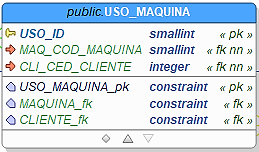 public.USO_MAQUINA
USO_ID smallint « pk »
MAQ_COD_MAQUINA smallint « fk nn »
CLI_CED_CLIENTE integer « fk nn »
USO_MAQUINA_pk constraint « pk »
MAQUINA_fk constraint « fk »
CLIENTE_fk constraint « fk »